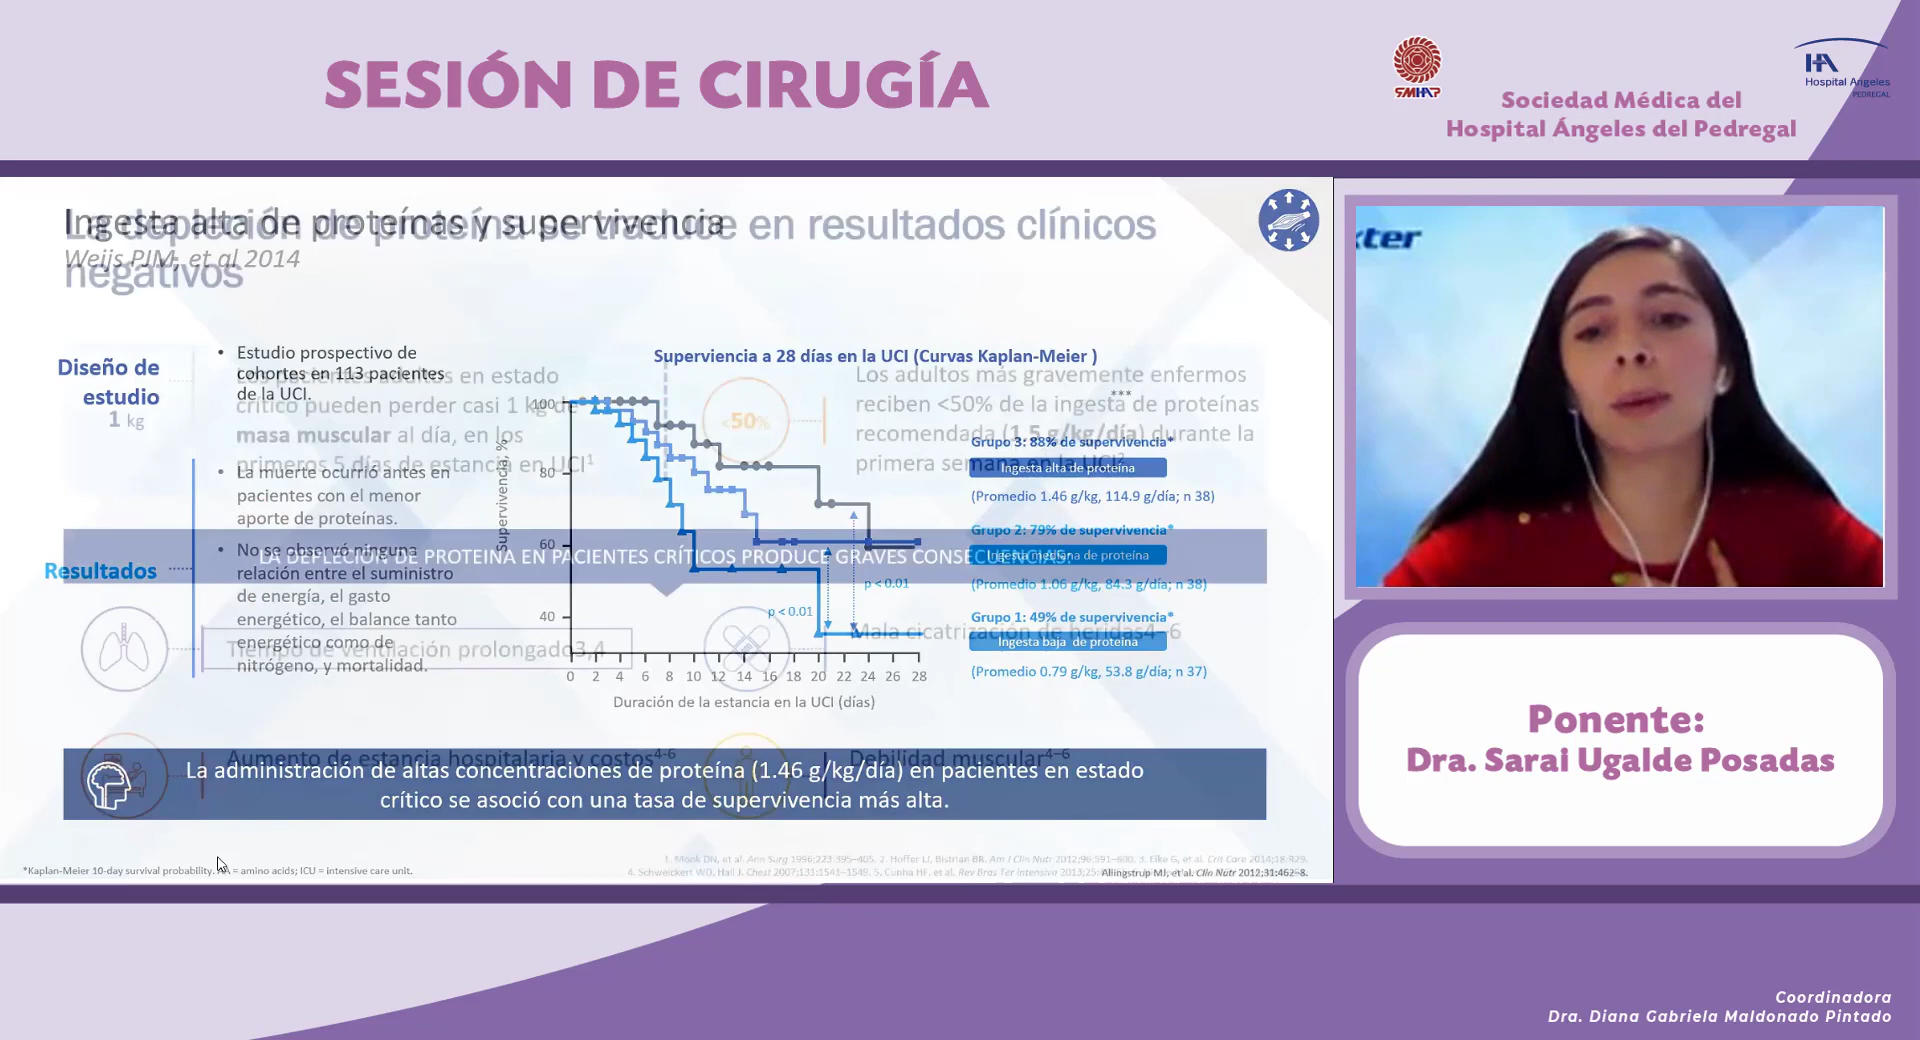 SESIÓN DE CIRUGÍA
SMHAP
Sociedad Médica del
Hospital Ángeles del Pedregal
HA
Hospital Angeles
PEDREGAL
Ingesta alta de proteínas y supervivencia
Weijs PJM, et al 2014
La depleción de proteína se traduce en resultados clínicos
negativos
Diseño de
estudio
• Estudio prospectivo de
cohortes en 113 pacientes
de la UCI.
1 kg
Los pacientes adultos en estado
crítico pueden perder casi 1 kg de
masa muscular al día, en los
primeros 5 días de estancia en UCI¹
<50%
Los adultos más gravemente enfermos
reciben <50% de la ingesta de proteínas
recomendada (1.5 g/kg/día) durante la
primera semana en la UCI²
Resultados
• La muerte ocurrió antes en
pacientes con el menor
aporte de proteínas.
• No se observó ninguna
relación entre el suministro
de energía, el gasto
energético, el balance tanto
energético como de
nitrógeno, y mortalidad.
LA DEPLECIÓN DE PROTEINA EN PACIENTES CRÍTICOS PRODUCE GRAVES CONSECUENCIAS:
Tiempo de ventilación prolongado3,4
Mala cicatrización de heridas4–6
Aumento de estancia hospitalaria y costos⁴⁻⁶
Debilidad muscular⁴⁻⁶
Superviencia a 28 días en la UCI (Curvas Kaplan-Meier )
Supervivencia, %
100
80
60
40
0 2 4 6 8 10 12 14 16 18 20 22 24 26 28
Duración de la estancia en la UCI (días)
p < 0.01
p < 0.01
***
Grupo 3: 88% de supervivencia*
Ingesta alta de proteína
(Promedio 1.46 g/kg, 114.9 g/día; n 38)
Grupo 2: 79% de supervivencia*
Ingesta mediana de proteína
(Promedio 1.06 g/kg, 84.3 g/día; n 38)
Grupo 1: 49% de supervivencia*
Ingesta baja de proteína
(Promedio 0.79 g/kg, 53.8 g/día; n 37)
La administración de altas concentraciones de proteína (1.46 g/kg/día) en pacientes en estado
crítico se asoció con una tasa de supervivencia más alta.
*Kaplan-Meier 10-day survival probability. = amino acids; ICU = intensive care unit.
1. Monk DN, et al. Ann Surg 1996;223:395–405. 2. Hoffer LJ, Bistrian BR. Am J Clin Nutr 2012;96:591–600. 3. Elke G, et al. Crit Care 2014;18:R29.
4. Schweickert WD, Hall J. Chest 2007;131:1541–1549. 5. Cunha HF, et al. Rev Bras Ter Intensiva 2013;25:
Allingstrup MJ, et al. Clin Nutr 2012;31:462–8.
xter
Ponente:
Dra. Sarai Ugalde Posadas
Coordinadora
Dra. Diana Gabriela Maldonado Pintado